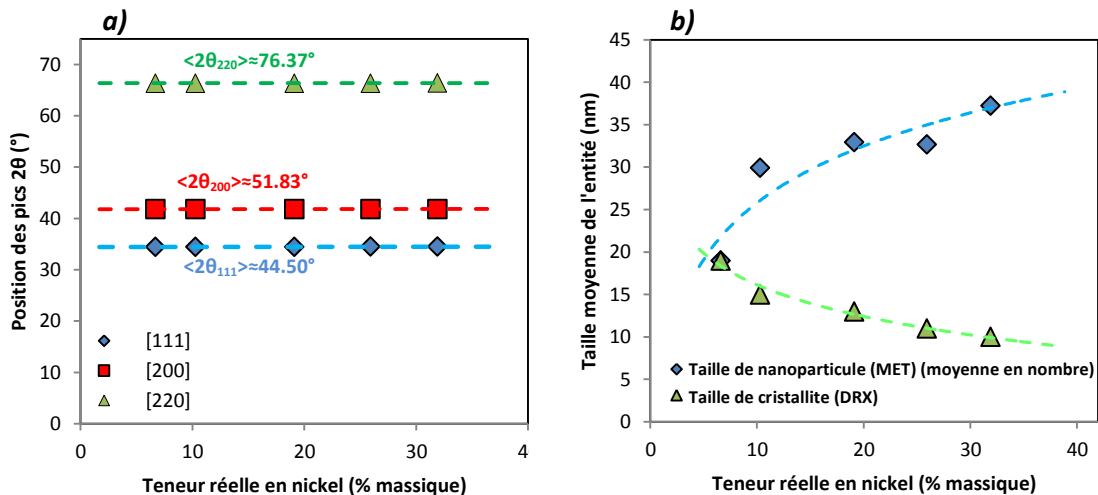 a)
Position des pics 2θ (°)
70
60
50
40
30
20
10
0
<2θ220>≈76.37°
<2θ200>≈51.83°
<2θ111>≈44.50°
[111]
[200]
[220]
0 10 20 30 4
Teneur réelle en nickel (% massique)
b)
Taille moyenne de l'entité (nm)
45
40
35
30
25
20
15
10
5
0
Taille de nanoparticule (MET) (moyenne en nombre)
Taille de cristallite (DRX)
0 10 20 30 40
Teneur réelle en nickel (% massique)